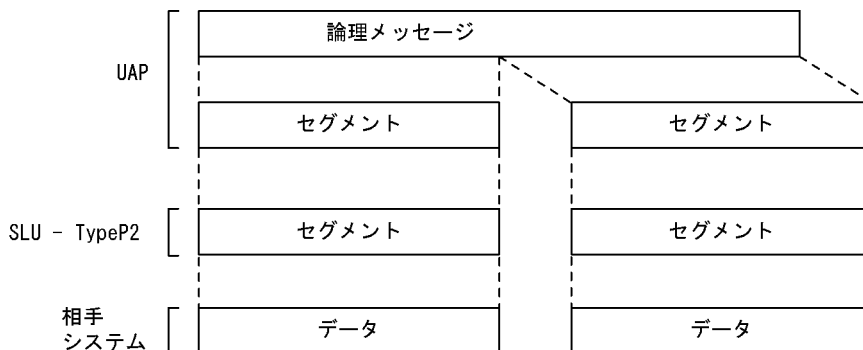 論理メッセージ
UAP
セグメント
セグメント
SLU - TypeP2
セグメント
セグメント
相手
システム
データ
データ